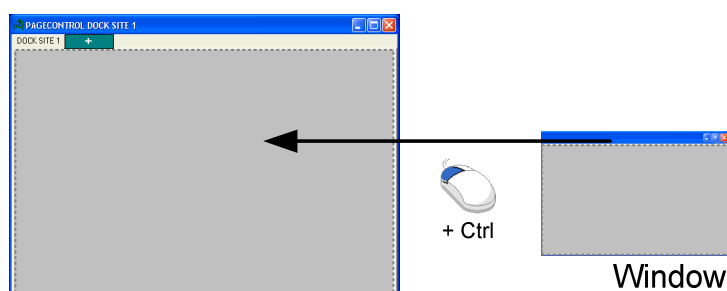 PAGECONTROL DOCK SITE 1
DOCK SITE 1 +
+ Ctrl
Window